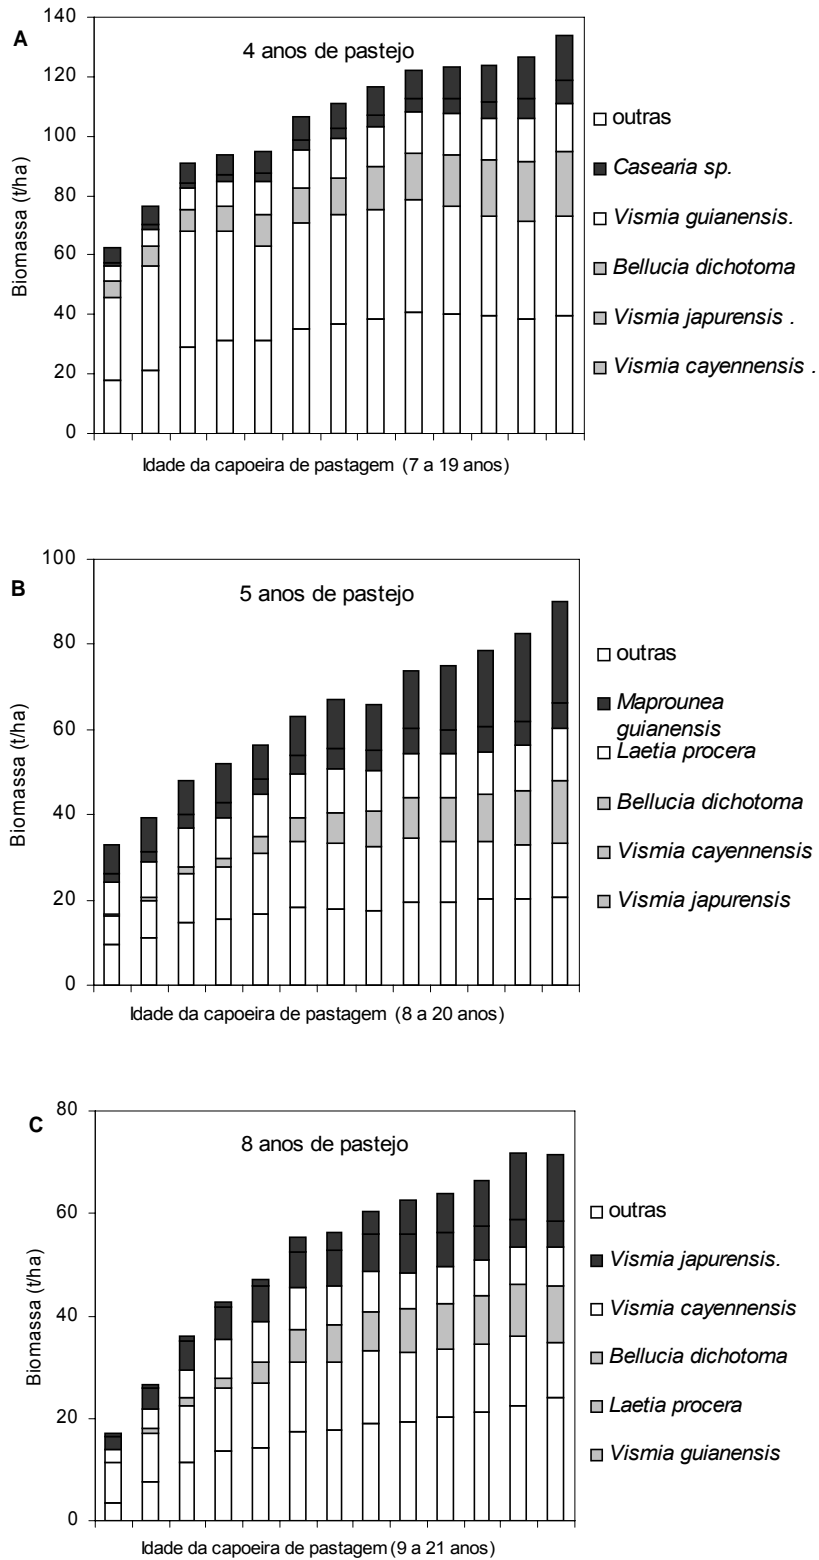 A
4 anos de pastejo
Biomassa (t/ha)
140
120
100
80
60
40
20
0
Idade da capoeira de pastagem (7 a 19 anos)
outras
Casearia sp.
Vismia guianensis.
Bellucia dichotoma
Vismia japurensis .
Vismia cayennensis .
B
5 anos de pastejo
Biomassa (t/ha)
100
80
60
40
20
0
Idade da capoeira de pastagem (8 a 20 anos)
outras
Maprounea
guianensis
Laetia procera
Bellucia dichotoma
Vismia cayennensis
Vismia japurensis
C
8 anos de pastejo
Biomassa (t/ha)
80
60
40
20
0
Idade da capoeira de pastagem (9 a 21 anos)
outras
Vismia japurensis.
Vismia cayennensis
Bellucia dichotoma
Laetia procera
Vismia guianensis